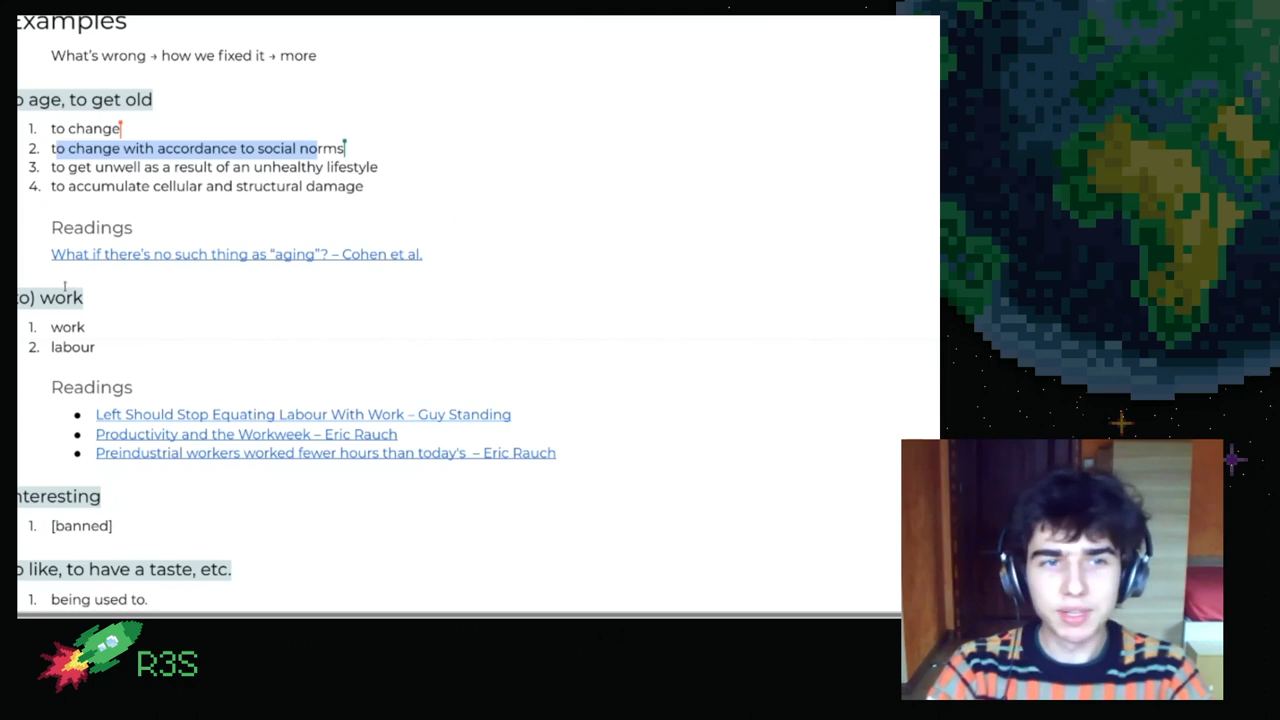 Examples
What's wrong → how we fixed it → more
o age, to get old
1. to change
2. to change with accordance to social norms
3. to get unwell as a result of an unhealthy lifestyle
4. to accumulate cellular and structural damage
Readings
What if there's no such thing as “aging”? – Cohen et al.
to) work
1. work
2. labour
Readings
● Left Should Stop Equating Labour With Work – Guy Standing
● Productivity and the Workweek – Eric Rauch
● Preindustrial workers worked fewer hours than today's – Eric Rauch
nteresting
1. [banned]
o like, to have a taste, etc.
1. being used to.
R3S